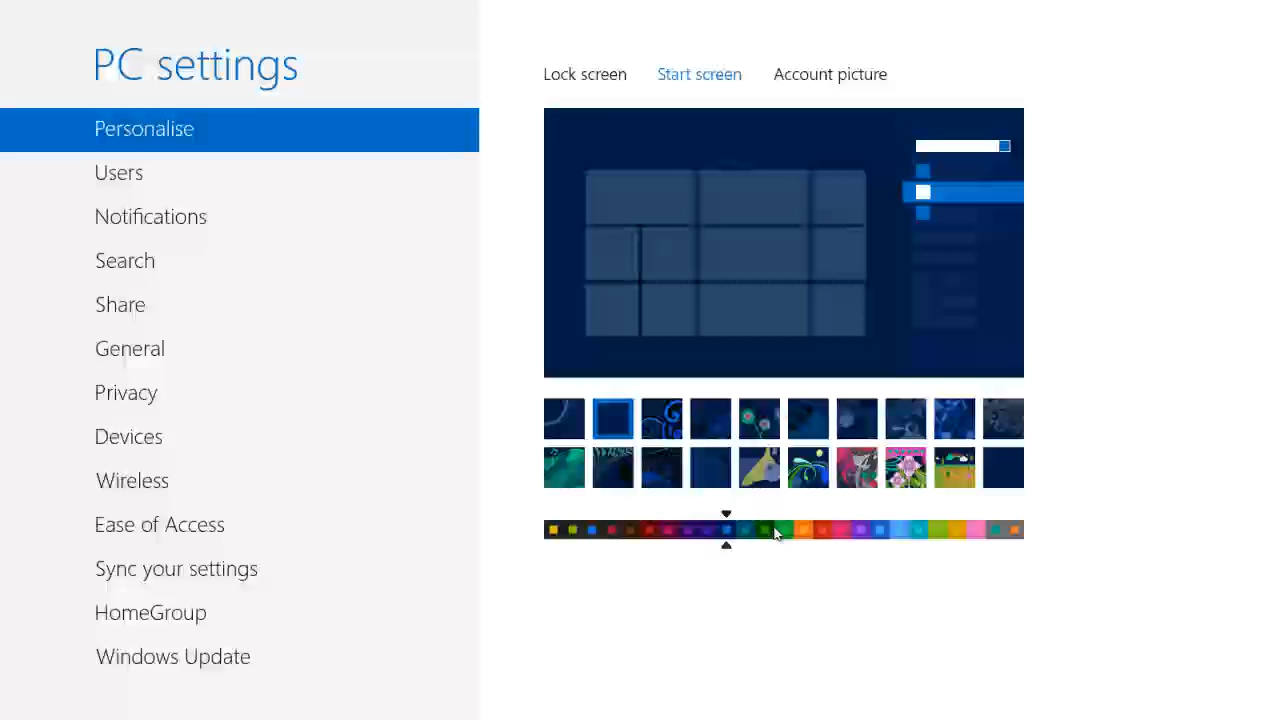 PC settings
Personalise
Users
Notifications
Search
Share
General
Privacy
Devices
Wireless
Ease of Access
Sync your settings
HomeGroup
Windows Update
Lock screen Start screen Account picture